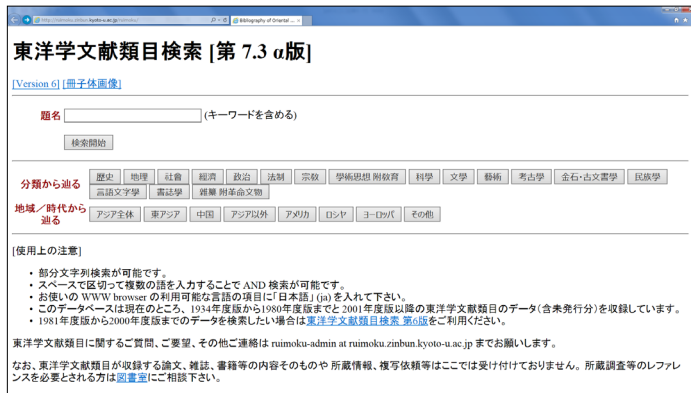 http://ruimoku.zinbun.kyoto-u.ac.jp/ruimoku/
Bibliography of Oriental ...
東洋学文献類目検索 [第 7.3 α版]
[Version 6] [冊子体画像]
題名 (キーワードを含める)
検索開始
分類から辿る 歴史 地理 社會 經濟 政治 法制 宗敎 學術思想 附敎育 科學 文學 藝術 考古學 金石・古文書學 民族學
言語文字學 書誌學 雜纂 附革命文物
地域/時代から辿る アジア全体 東アジア 中国 アジア以外 アメリカ ロシヤ ヨーロッパ その他
[使用上の注意]
• 部分文字列検索が可能です。
• スペースで区切って複数の語を入力することで AND 検索が可能です。
• お使いの WWW browser の利用可能な言語の項目に「日本語」(ja) を入れて下さい。
• このデータベースは現在のところ、1934年度版から1980年度版までと 2001年度版以降の東洋学文献類目のデータ(含未発行分)を収録しています。
• 1981年度版から2000年度版までのデータを検索したい場合は東洋学文献類目検索 第6版をご利用ください。
東洋学文献類目に関するご質問、ご要望、その他ご連絡は ruimoku-admin at ruimoku.zinbun.kyoto-u.ac.jp までお願いします。
なお、東洋学文献類目が収録する論文、雑誌、書籍等の内容そのものや 所蔵情報、複写依頼等はここでは受け付けておりません。所蔵調査等のレファレ
ンスを必要とされる方は図書室にご相談下さい。